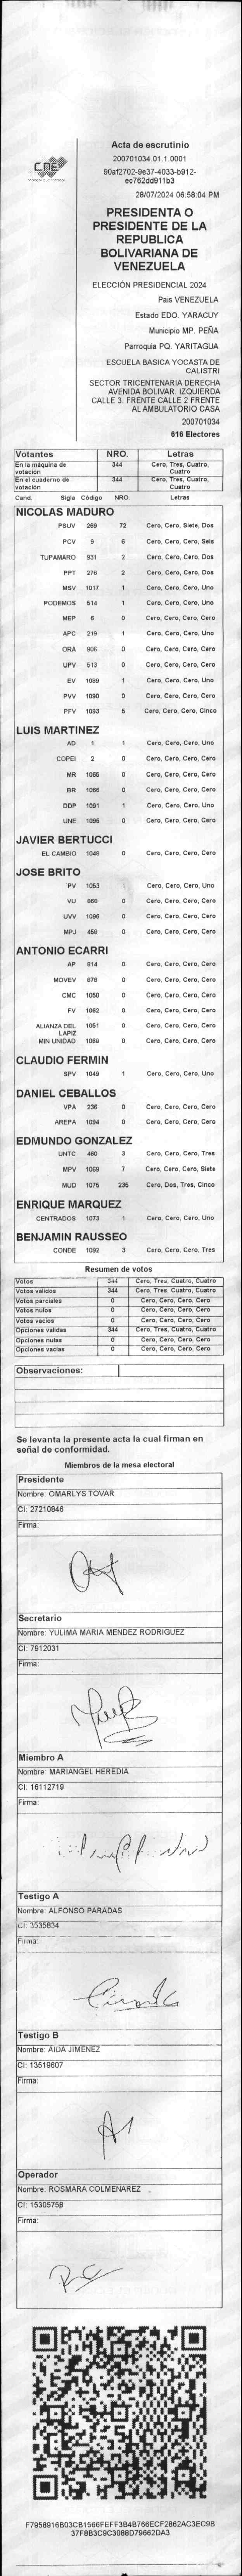 CNE
Acta de escrutinio
200701034.01.1.0001
90af2702-9e37-4033-b912-
ec762dd911b3
28/07/2024 06:58:04 PM
PRESIDENTA O
PRESIDENTE DE LA
REPUBLICA
BOLIVARIANA DE
VENEZUELA
ELECCIÓN PRESIDENCIAL 2024
Pais VENEZUELA
Estado EDO. YARACUY
Municipio MP. PEÑA
Parroquia PQ. YARITAGUA
ESCUELA BASICA YOCASTA DE
CALISTRI
SECTOR TRICENTENARIA DERECHA
AVENIDA BOLIVAR. IZQUIERDA
CALLE 3. FRENTE CALLE 2 FRENTE
AL AMBULATORIO CASA
200701034
616 Electores
Votantes NRO. Letras
En la máquina de votación 344 Cero, Tres, Cuatro, Cuatro
En el cuaderno de votación 344 Cero, Tres, Cuatro, Cuatro
Cand. Sigla Código NRO. Letras
NICOLAS MADURO
PSUV 269 72 Cero, Cero, Siete, Dos
PCV 9 6 Cero, Cero, Cero, Seis
TUPAMARO 931 2 Cero, Cero, Cero, Dos
PPT 276 2 Cero, Cero, Cero, Dos
MSV 1017 1 Cero, Cero, Cero, Uno
PODEMOS 514 1 Cero, Cero, Cero, Uno
MEP 6 0 Cero, Cero, Cero, Cero
APC 219 1 Cero, Cero, Cero, Uno
ORA 906 0 Cero, Cero, Cero, Cero
UPV 513 0 Cero, Cero, Cero, Cero
EV 1089 1 Cero, Cero, Cero, Uno
PVV 1090 0 Cero, Cero, Cero, Cero
PFV 1093 5 Cero, Cero, Cero, Cinco
LUIS MARTINEZ
AD 1 1 Cero, Cero, Cero, Uno
COPEI 2 0 Cero, Cero, Cero, Cero
MR 1065 0 Cero, Cero, Cero, Cero
BR 1066 0 Cero, Cero, Cero, Cero
DDP 1091 1 Cero, Cero, Cero, Uno
UNE 1095 0 Cero, Cero, Cero, Cero
JAVIER BERTUCCI
EL CAMBIO 1048 0 Cero, Cero, Cero, Cero
JOSE BRITO
PV 1053 1 Cero, Cero, Cero, Uno
VU 868 0 Cero, Cero, Cero, Cero
UVV 1096 0 Cero, Cero, Cero, Cero
MPJ 458 0 Cero, Cero, Cero, Cero
ANTONIO ECARRI
AP 814 0 Cero, Cero, Cero, Cero
MOVEV 878 0 Cero, Cero, Cero, Cero
CMC 1050 0 Cero, Cero, Cero, Cero
FV 1062 0 Cero, Cero, Cero, Cero
ALIANZA DEL LAPIZ 1051 0 Cero, Cero, Cero, Cero
MIN UNIDAD 1068 0 Cero, Cero, Cero, Cero
CLAUDIO FERMIN
SPV 1049 1 Cero, Cero, Cero, Uno
DANIEL CEBALLOS
VPA 236 0 Cero, Cero, Cero, Cero
AREPA 1094 0 Cero, Cero, Cero, Cero
EDMUNDO GONZALEZ
UNTC 460 3 Cero, Cero, Cero, Tres
MPV 1069 7 Cero, Cero, Cero, Siete
MUD 1075 235 Cero, Dos, Tres, Cinco
ENRIQUE MARQUEZ
CENTRADOS 1073 1 Cero, Cero, Cero, Uno
BENJAMIN RAUSSEO
CONDE 1092 3 Cero, Cero, Cero, Tres
Resumen de votos
Votos 344 Cero, Tres, Cuatro, Cuatro
Votos validos 344 Cero, Tres, Cuatro, Cuatro
Votos parciales 0 Cero, Cero, Cero, Cero
Votos nulos 0 Cero, Cero, Cero, Cero
Votos vacios 0 Cero, Cero, Cero, Cero
Opciones validas 344 Cero, Tres, Cuatro, Cuatro
Opciones nulas 0 Cero, Cero, Cero, Cero
Opciones vacias 0 Cero, Cero, Cero, Cero
Observaciones:
Se levanta la presente acta la cual firman en
señal de conformidad.
Miembros de la mesa electoral
Presidente
Nombre: OMARLYS TOVAR
CI: 27210846
Firma:
Secretario
Nombre: YULIMA MARIA MENDEZ RODRIGUEZ
CI: 7912031
Firma:
Miembro A
Nombre: MARIANGEL HEREDIA
CI: 16112719
Firma:
Testigo A
Nombre: ALFONSO PARADAS
CI: 3535834
Firma:
Testigo B
Nombre: AIDA JIMENEZ
CI: 13519607
Firma:
Operador
Nombre: ROSMARA COLMENAREZ
CI: 15305758
Firma:
F7958916B03CB1566FEFF3B4B766ECF2862AC3EC9B
37F8B3C9C3088D79662DA3